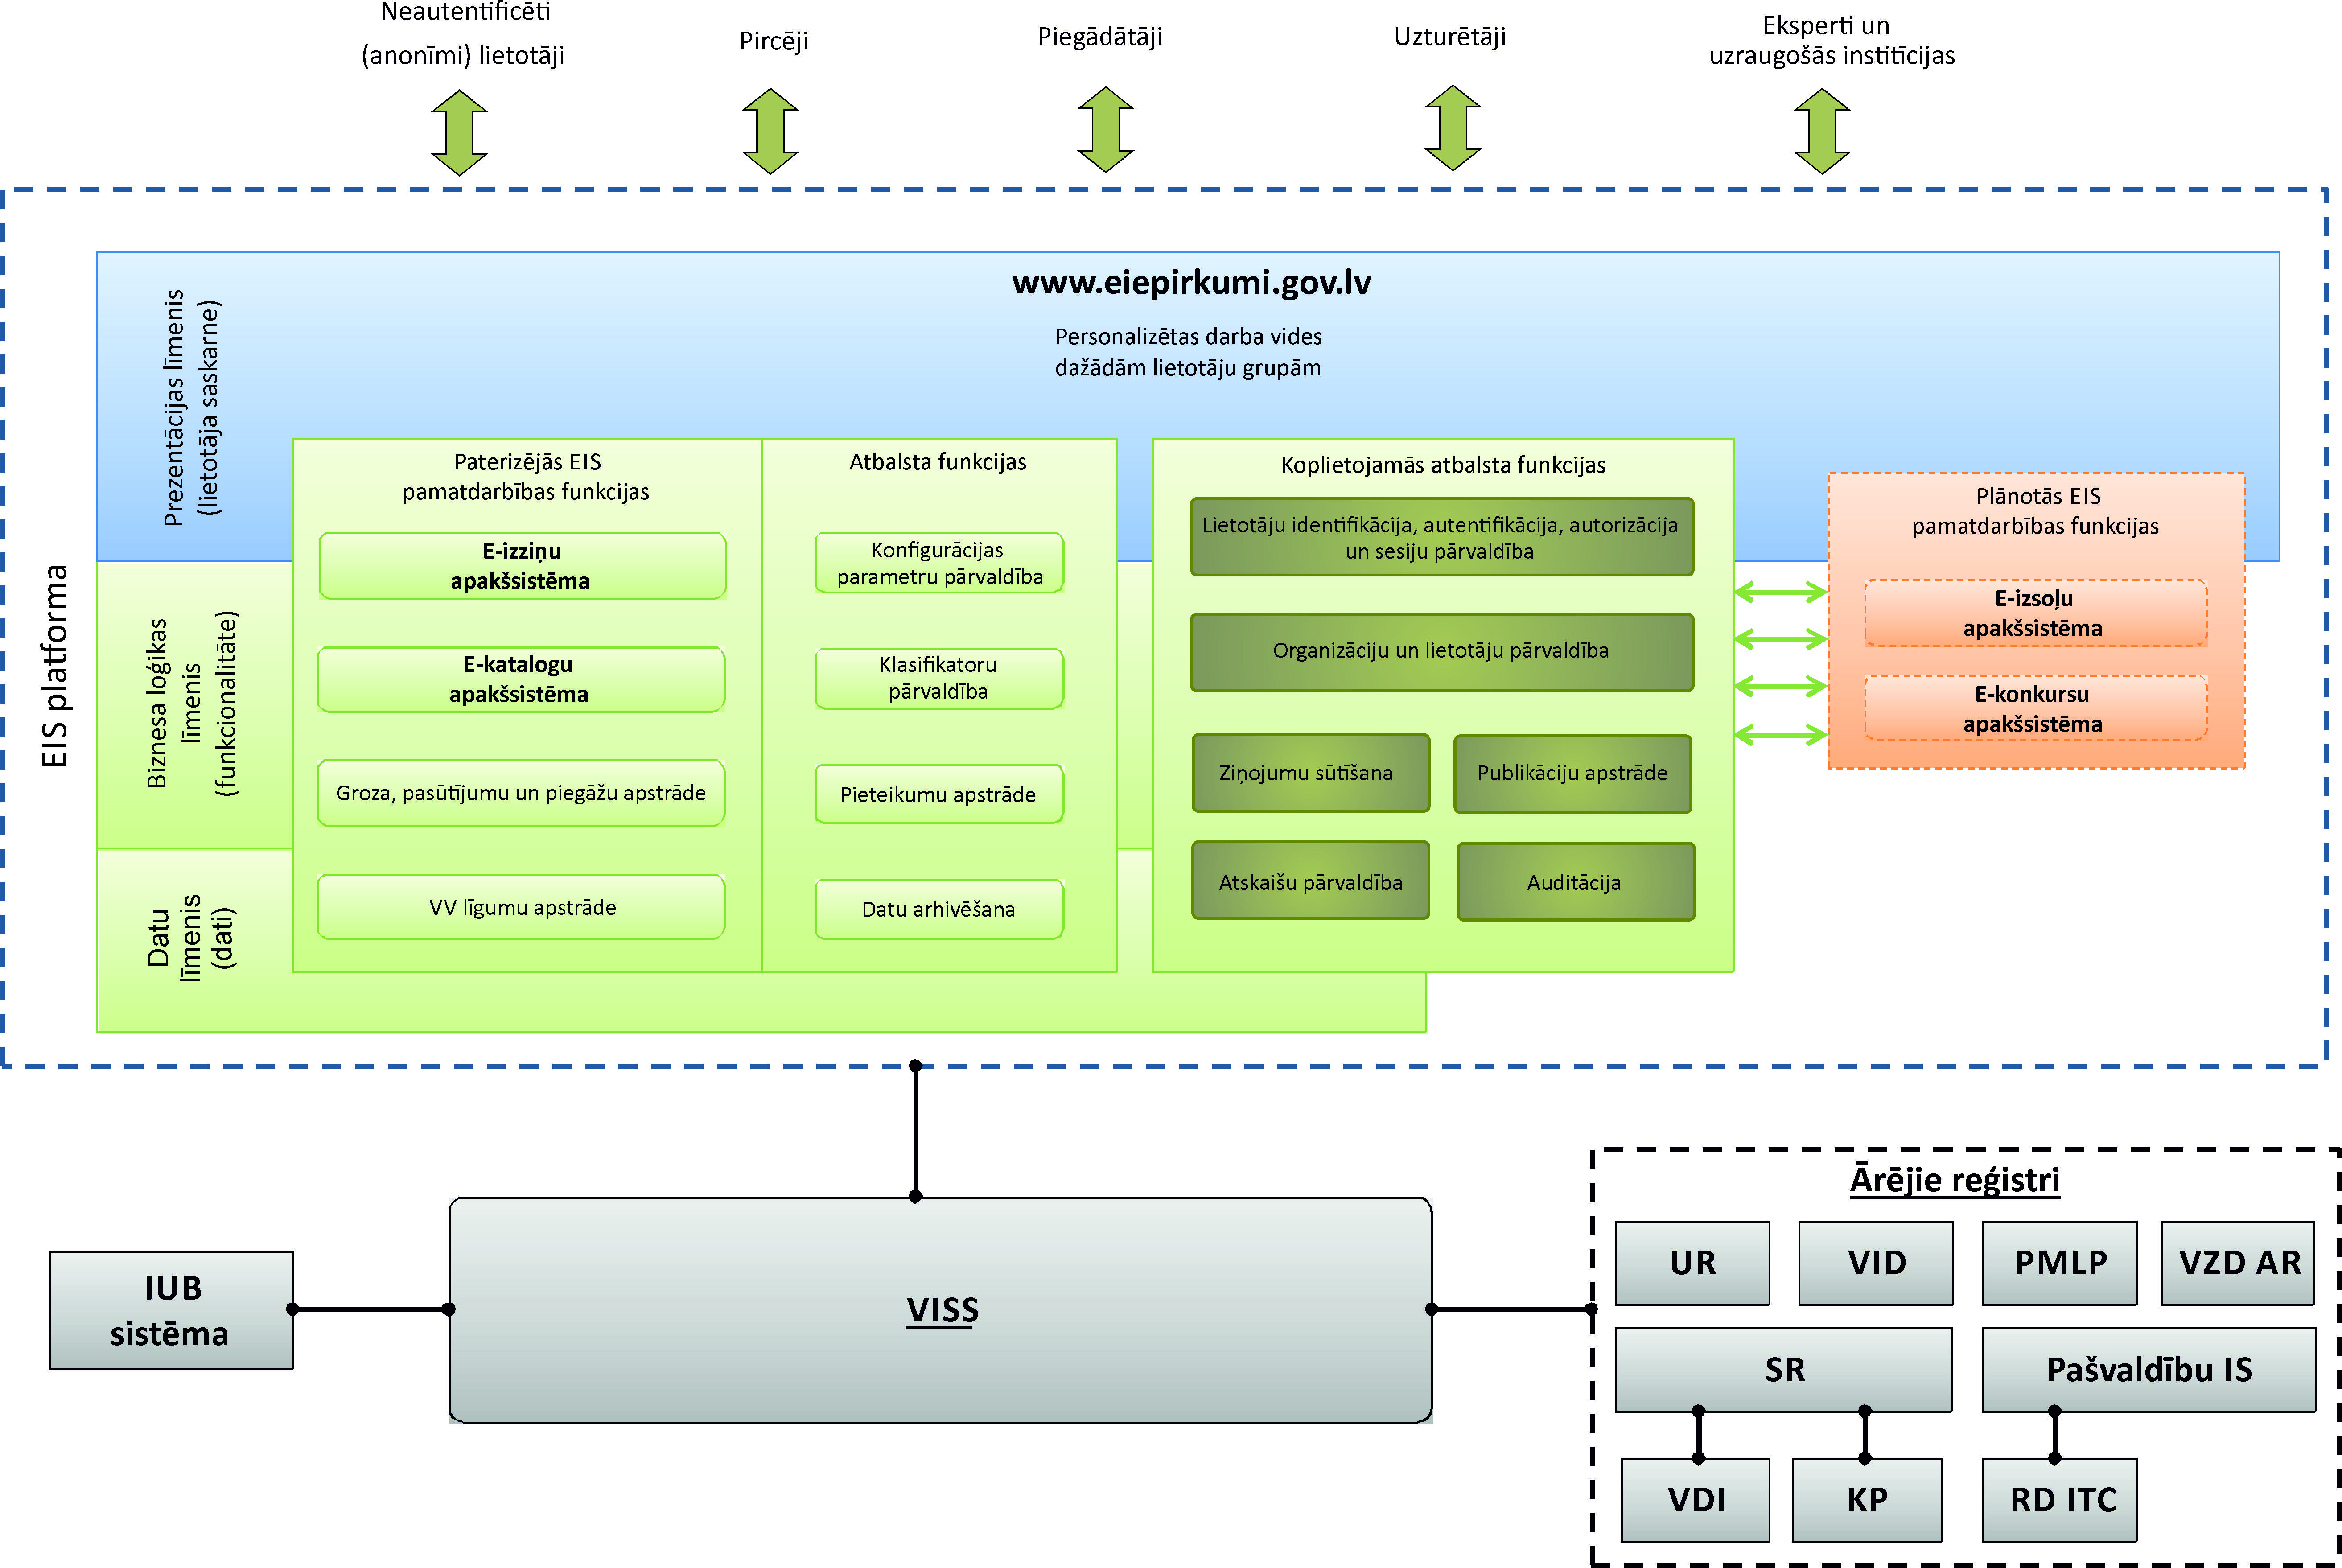 Neautentificēti
(anonīmi) lietotāji
Pircēji
Piegādātāji
Uzturētāji
Eksperti un
uzraugošās institīcijas
EIS platforma
Prezentācijas līmenis
(lietotāja saskarne)
www.eiepirkumi.gov.lv
Personalizētas darba vides
dažādām lietotāju grupām
Biznesa loģikas
līmenis
(funkcionalitāte)
Datu
līmenis
(dati)
Paterizējās EIS
pamatdarbības funkcijas
E-izziņu
apakšsistēma
E-katalogu
apakšsistēma
Groza, pasūtījumu un piegāžu apstrāde
VV līgumu apstrāde
Atbalsta funkcijas
Konfigurācijas
parametru pārvaldība
Klasifikatoru
pārvaldība
Pieteikumu apstrāde
Datu arhivēšana
Koplietojamās atbalsta funkcijas
Lietotāju identifikācija, autentifikācija, autorizācija
un sesiju pārvaldība
Organizāciju un lietotāju pārvaldība
Ziņojumu sūtīšana
Publikāciju apstrāde
Atskaišu pārvaldība
Auditācija
Plānotās EIS
pamatdarbības funkcijas
E-izsoļu
apakšsistēma
E-konkursu
apakšsistēma
IUB
sistēma
VISS
Ārējie reģistri
UR
VID
PMLP
VZD AR
SR
Pašvaldību IS
VDI
KP
RD ITC